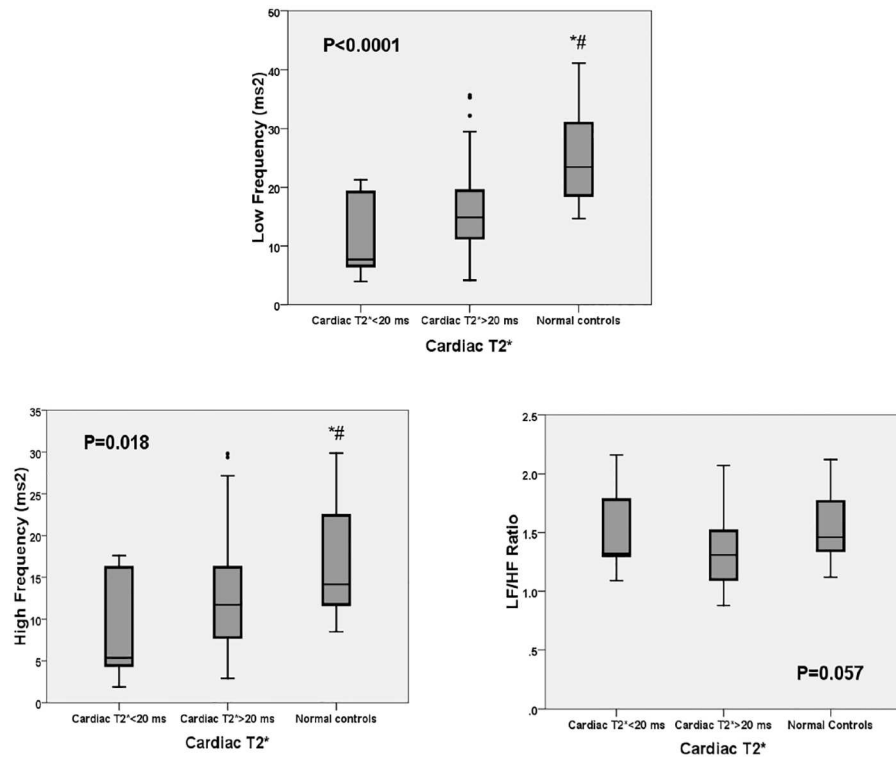 50
P<0.0001
*#
40
30
20
10
0
Low Frequency (ms2)
Cardiac T2*<20 ms Cardiac T2*>20 ms Normal controls
Cardiac T2*
35
P=0.018
*#
30
25
20
15
10
5
0
High Frequency (ms2)
Cardiac T2*<20 ms Cardiac T2*>20 ms Normal controls
Cardiac T2*
2.5
2.0
1.5
1.0
.5
.0
LF/HF Ratio
P=0.057
Cardiac T2*<20 ms Cardiac T2*>20 ms Normal Controls
Cardiac T2*